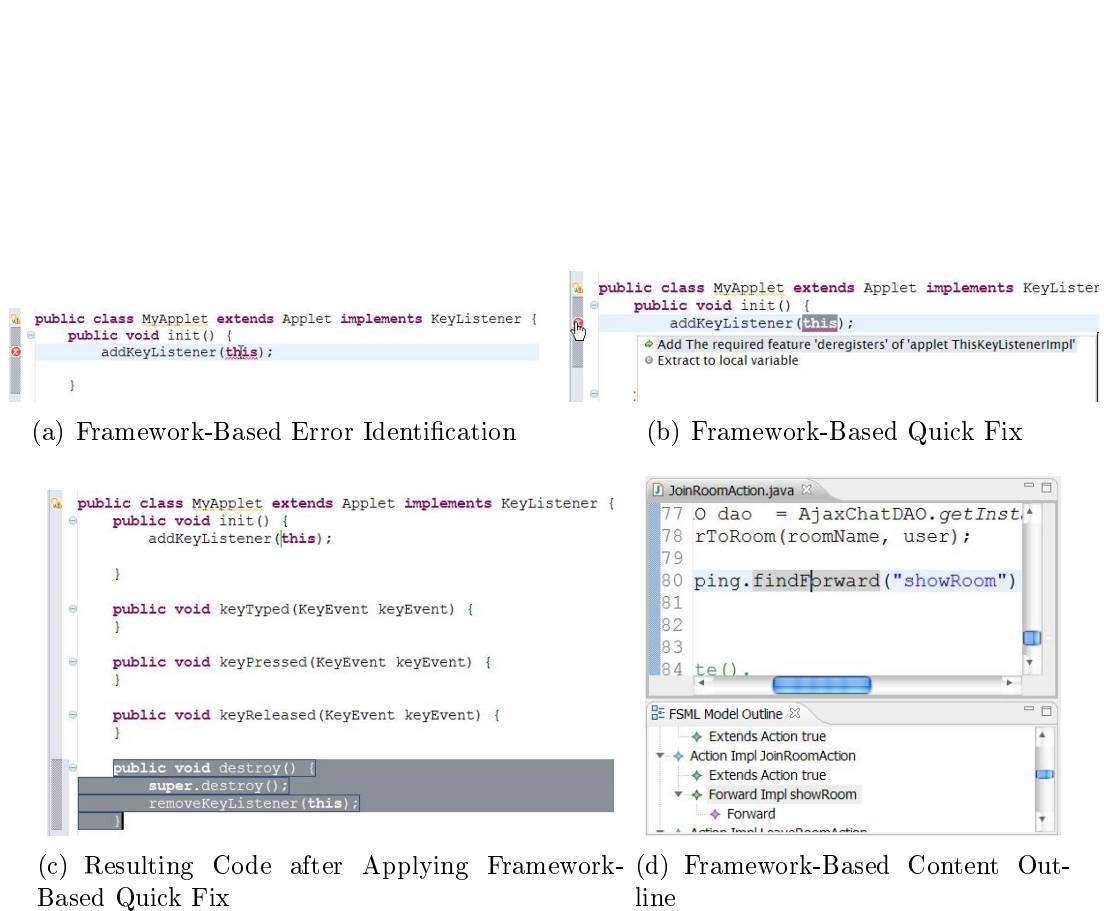 public class MyApplet extends Applet implements KeyListener {
public void init() {
addKeyListener(this);
}
(a) Framework-Based Error Identification
public class MyApplet extends Applet implements KeyListener
public void init() {
addKeyListener(this);
Add The required feature 'deregisters' of 'applet ThisKeyListenerImpl'
Extract to local variable
(b) Framework-Based Quick Fix
public class MyApplet extends Applet implements KeyListener {
public void init() {
addKeyListener(this);
}
public void keyTyped(KeyEvent keyEvent) {
}
public void keyPressed(KeyEvent keyEvent) {
}
public void keyReleased(KeyEvent keyEvent) {
}
public void destroy() {
super.destroy();
removeKeyListener(this);
}
(c) Resulting Code after Applying Framework-
Based Quick Fix
JoinRoomAction.java
77 O dao = AjaxChatDAO.getInst
78 rToRoom(roomName, user);
79
80 ping.findForward("showRoom")
81
82
83
84 te().
FSML Model Outline
Extends Action true
Action Impl JoinRoomAction
Extends Action true
Forward Impl showRoom
Forward
Action Impl LeaveRoomAction
(d) Framework-Based Content Out-
line